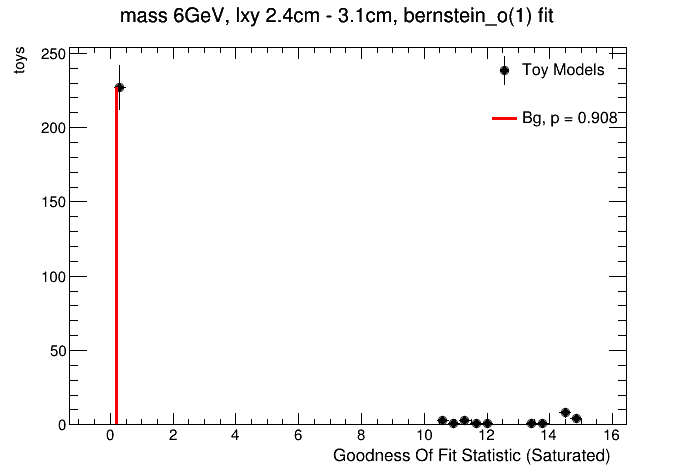 mass 6GeV, lxy 2.4cm - 3.1cm, bernstein_o(1) fit
toys
250
200
150
100
50
0
Toy Models
Bg, p = 0.908
0 2 4 6 8 10 12 14 16
Goodness Of Fit Statistic (Saturated)